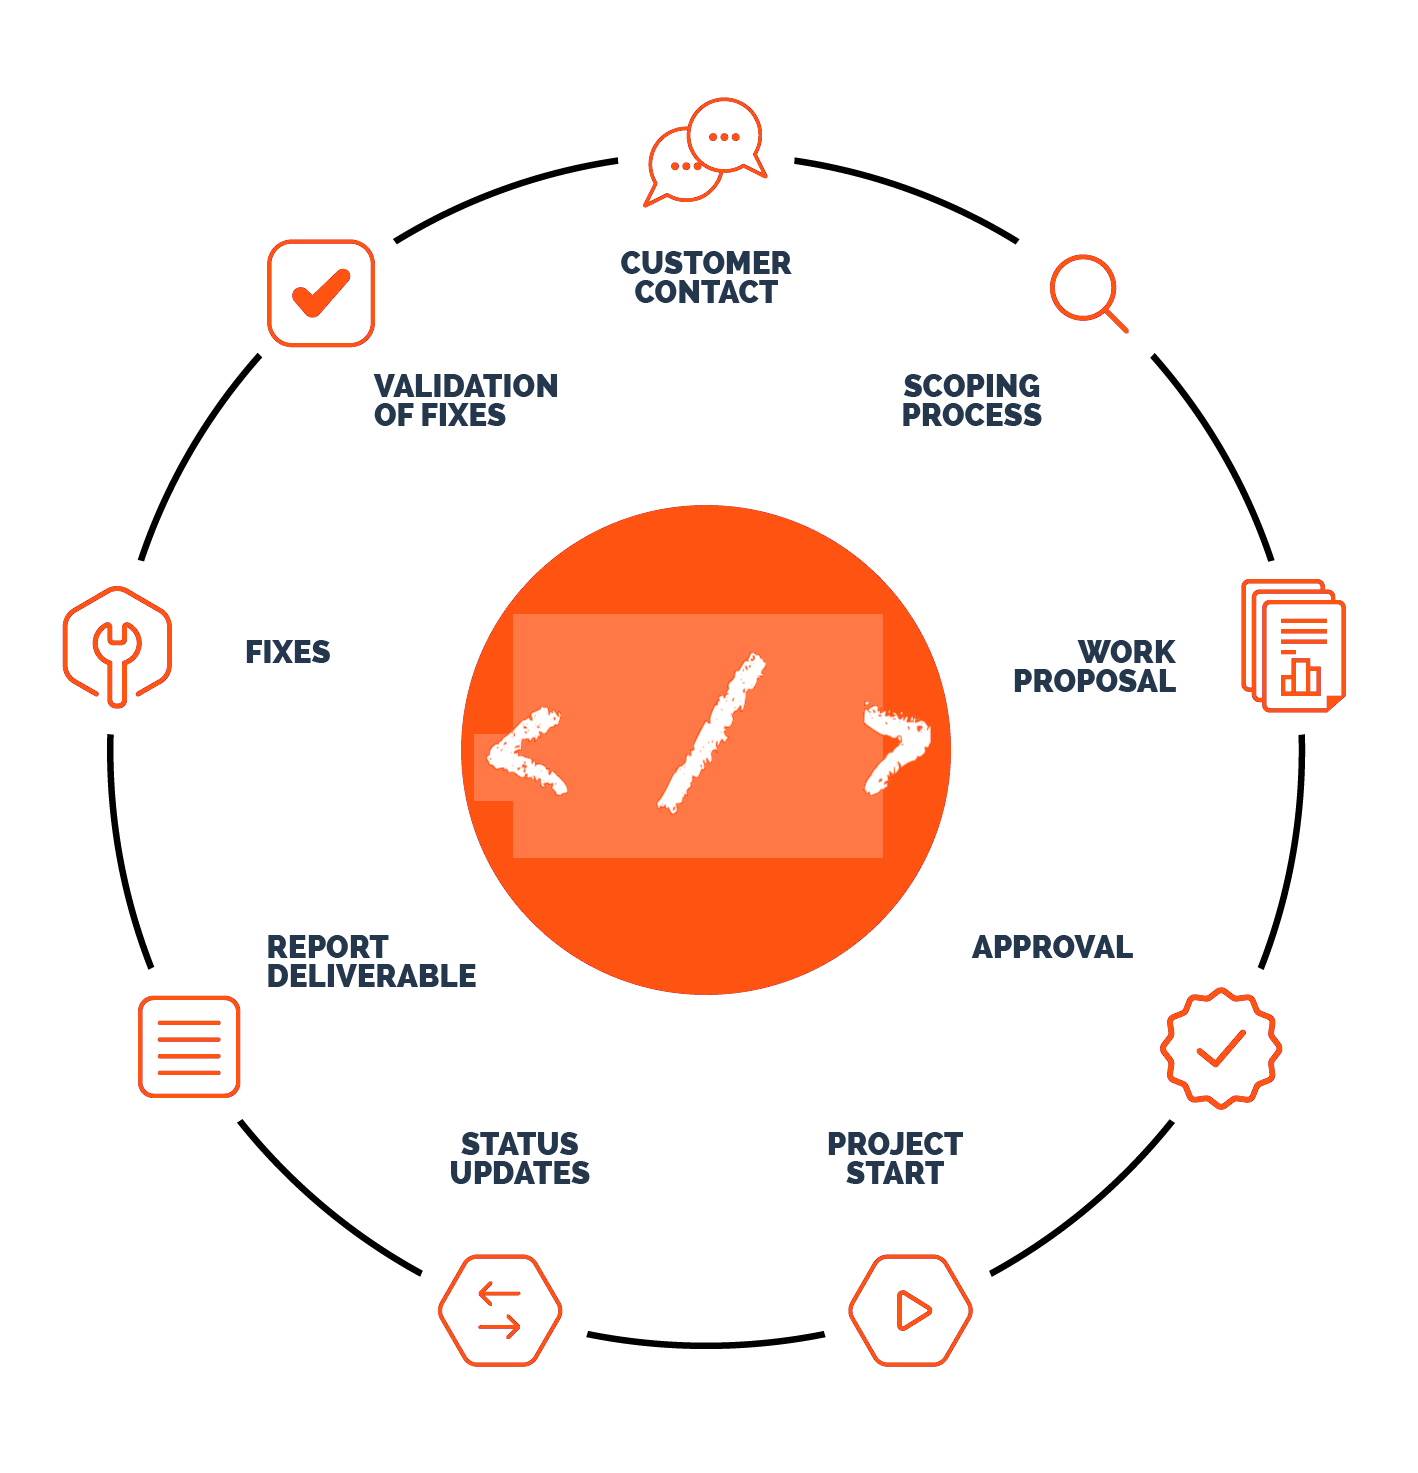 CUSTOMER
CONTACT
SCOPING
PROCESS
WORK
PROPOSAL
APPROVAL
PROJECT
START
STATUS
UPDATES
REPORT
DELIVERABLE
FIXES
VALIDATION
OF FIXES
< / >